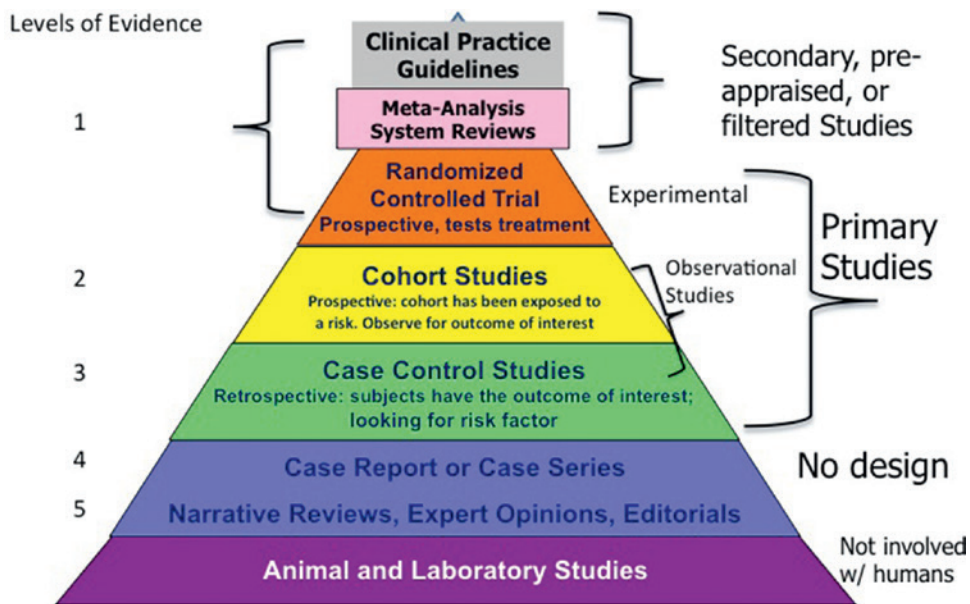 Levels of Evidence
Clinical Practice
Guidelines
Secondary, pre-
appraised, or
filtered Studies
1
Meta-Analysis
System Reviews
Randomized
Controlled Trial
Prospective, tests treatment
Experimental
Primary
Studies
2
Cohort Studies
Prospective: cohort has been exposed to
a risk. Observe for outcome of interest
Observational
Studies
3
Case Control Studies
Retrospective: subjects have the outcome of interest;
looking for risk factor
4
Case Report or Case Series
No design
5
Narrative Reviews, Expert Opinions, Editorials
Animal and Laboratory Studies
Not involved
w/ humans